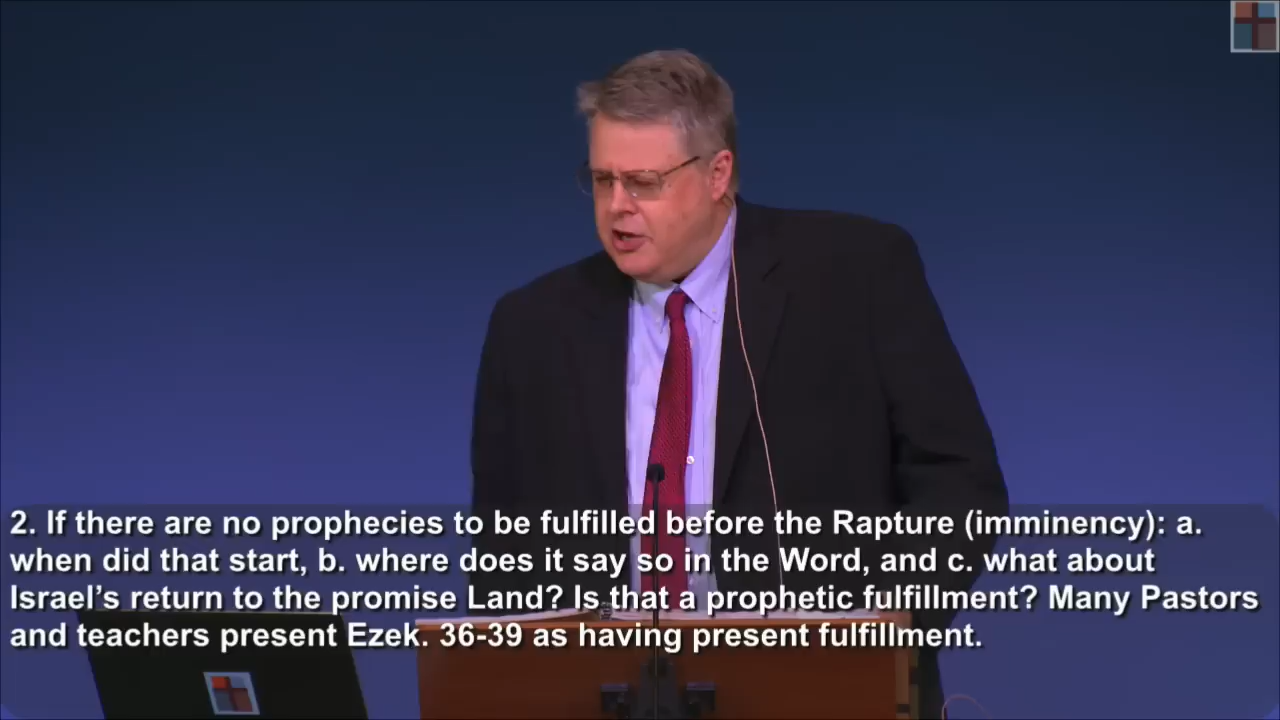 2. If there are no prophecies to be fulfilled before the Rapture (imminency): a.
when did that start, b. where does it say so in the Word, and c. what about
Israel’s return to the promise Land? Is that a prophetic fulfillment? Many Pastors
and teachers present Ezek. 36-39 as having present fulfillment.